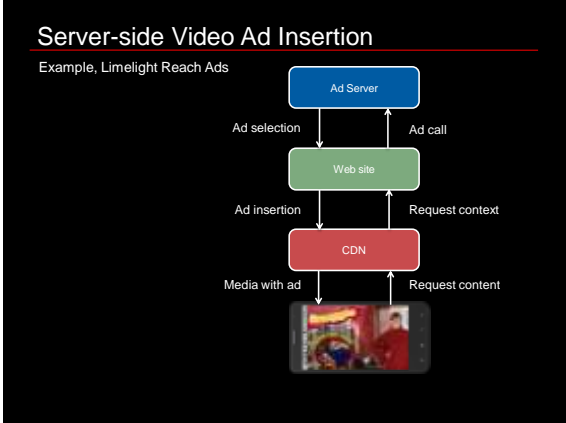 Server-side Video Ad Insertion
Example, Limelight Reach Ads
Ad Server
Ad selection
Ad call
Web site
Ad insertion
Request context
CDN
Media with ad
Request content